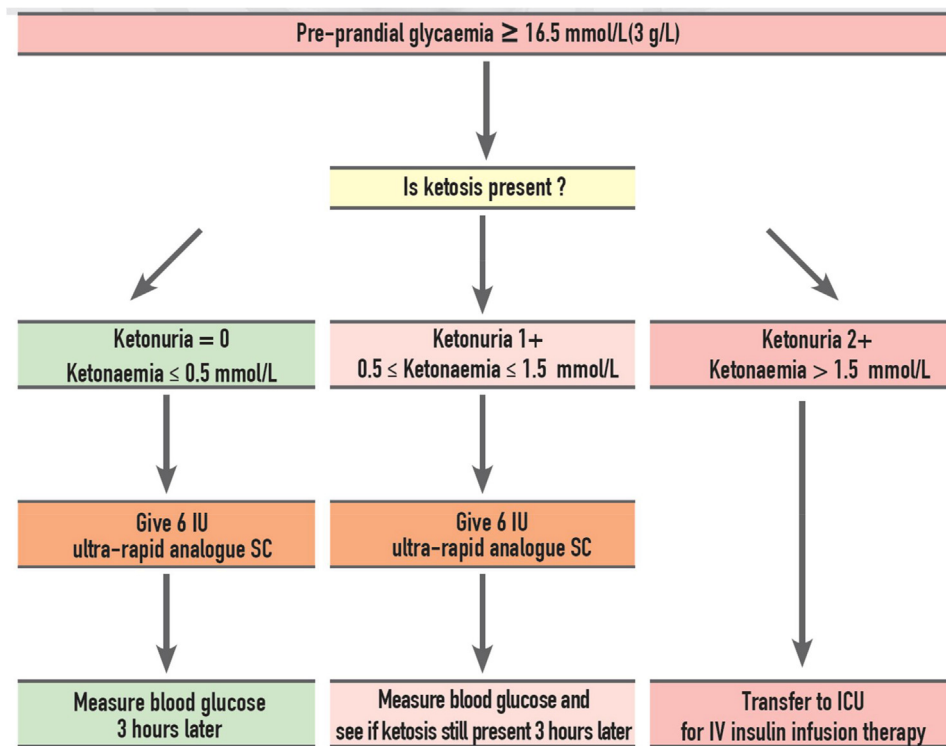 Pre-prandial glycaemia ≥ 16.5 mmol/L(3 g/L)
Is ketosis present ?
Ketonuria = 0
Ketonaemia ≤ 0.5 mmol/L
Ketonuria 1+
0.5 ≤ Ketonaemia ≤ 1.5 mmol/L
Ketonuria 2+
Ketonaemia > 1.5 mmol/L
Give 6 IU
ultra-rapid analogue SC
Give 6 IU
ultra-rapid analogue SC
Measure blood glucose
3 hours later
Measure blood glucose and
see if ketosis still present 3 hours later
Transfer to ICU
for IV insulin infusion therapy